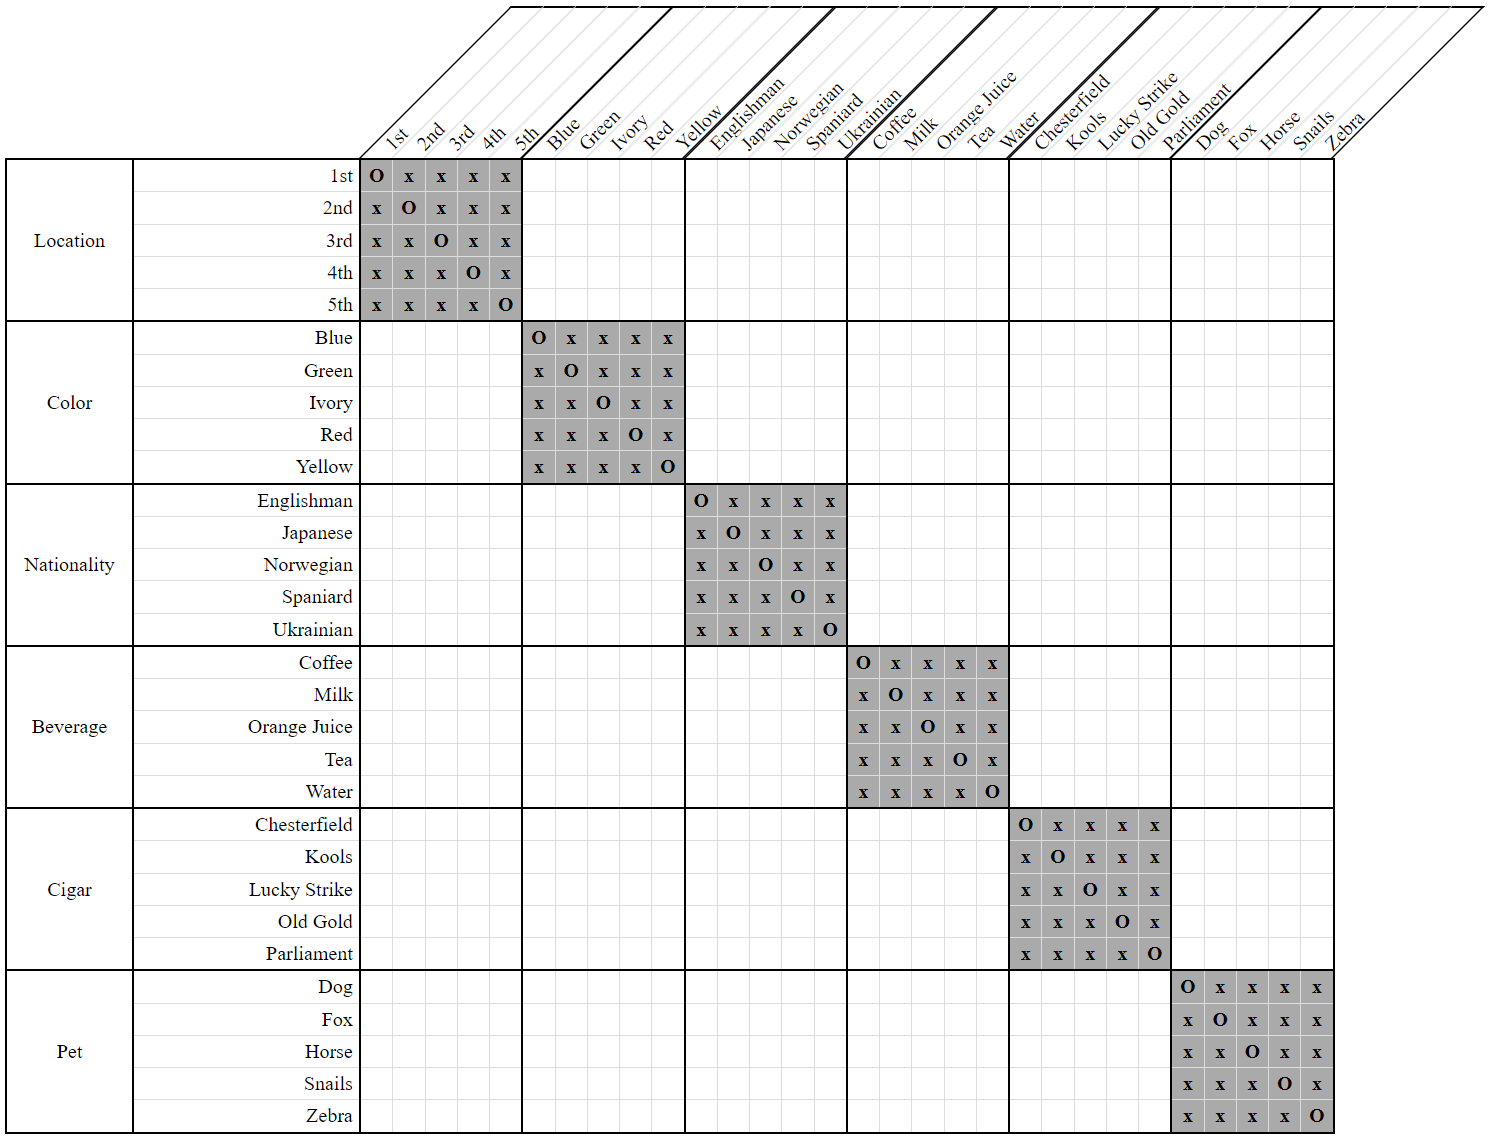 1st 2nd 3rd 4th 5th Blue Green Ivory Red Yellow Englishman Japanese Norwegian Spaniard Ukrainian Coffee Milk Orange Juice Tea Water Chesterfield Kools Lucky Strike Old Gold Parliament Dog Fox Horse Snails Zebra
1st O x x x x
2nd x O x x x
Location 3rd x x O x x
4th x x x O x
5th x x x x O
Blue O x x x x
Green x O x x x
Color Ivory x x O x x
Red x x x O x
Yellow x x x x O
Englishman O x x x x
Japanese x O x x x
Nationality Norwegian x x O x x
Spaniard x x x O x
Ukrainian x x x x O
Coffee O x x x x
Milk x O x x x
Beverage Orange Juice x x O x x
Tea x x x O x
Water x x x x O
Chesterfield O x x x x
Kools x O x x x
Cigar Lucky Strike x x O x x
Old Gold x x x O x
Parliament x x x x O
Dog O x x x x
Fox x O x x x
Pet Horse x x O x x
Snails x x x O x
Zebra x x x x O